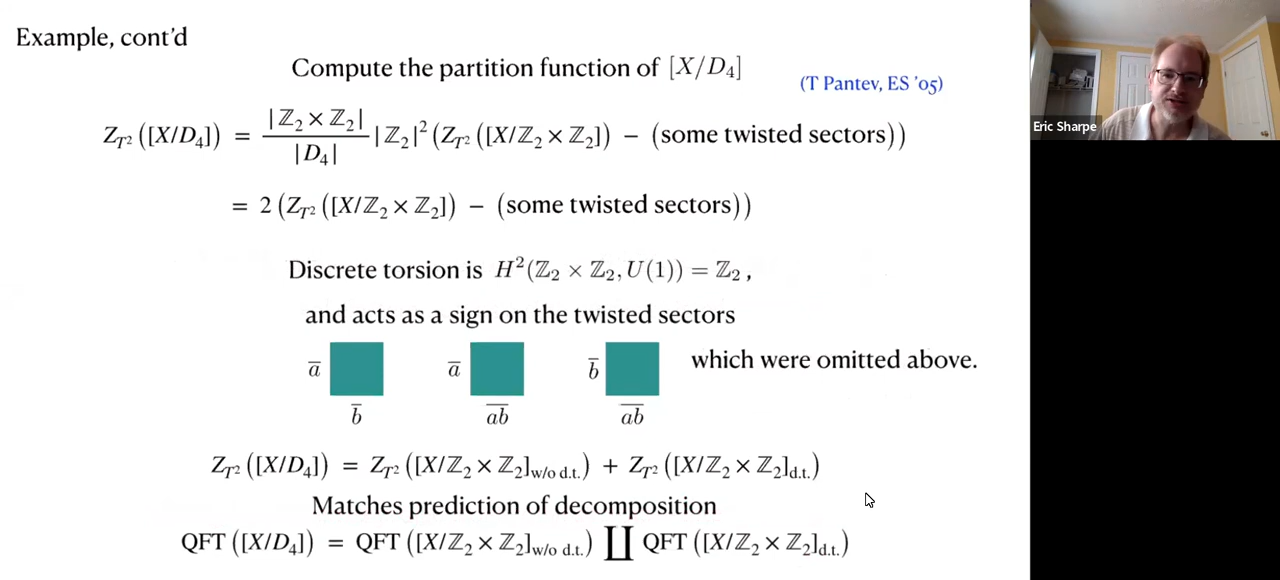 Example, cont'd
Compute the partition function of [X/D₄]
(T Pantev, ES '05)
Z_{T²}([X/D₄]) = \frac{|ℤ₂ × ℤ₂|}{|D₄|} |ℤ₂|² (Z_{T²}([X/ℤ₂ × ℤ₂]) − (some twisted sectors))
= 2 (Z_{T²}([X/ℤ₂ × ℤ₂]) − (some twisted sectors))
Discrete torsion is H²(ℤ₂ × ℤ₂, U(1)) = ℤ₂ ,
and acts as a sign on the twisted sectors
a̅ a̅ b̅ which were omitted above.
b̅ \overline{ab} \overline{ab}
Z_{T²}([X/D₄]) = Z_{T²}([X/ℤ₂ × ℤ₂]_{w/o d.t.}) + Z_{T²}([X/ℤ₂ × ℤ₂]_{d.t.})
Matches prediction of decomposition
QFT ([X/D₄]) = QFT ([X/ℤ₂ × ℤ₂]_{w/o d.t.}) ∐ QFT ([X/ℤ₂ × ℤ₂]_{d.t.})
Eric Sharpe